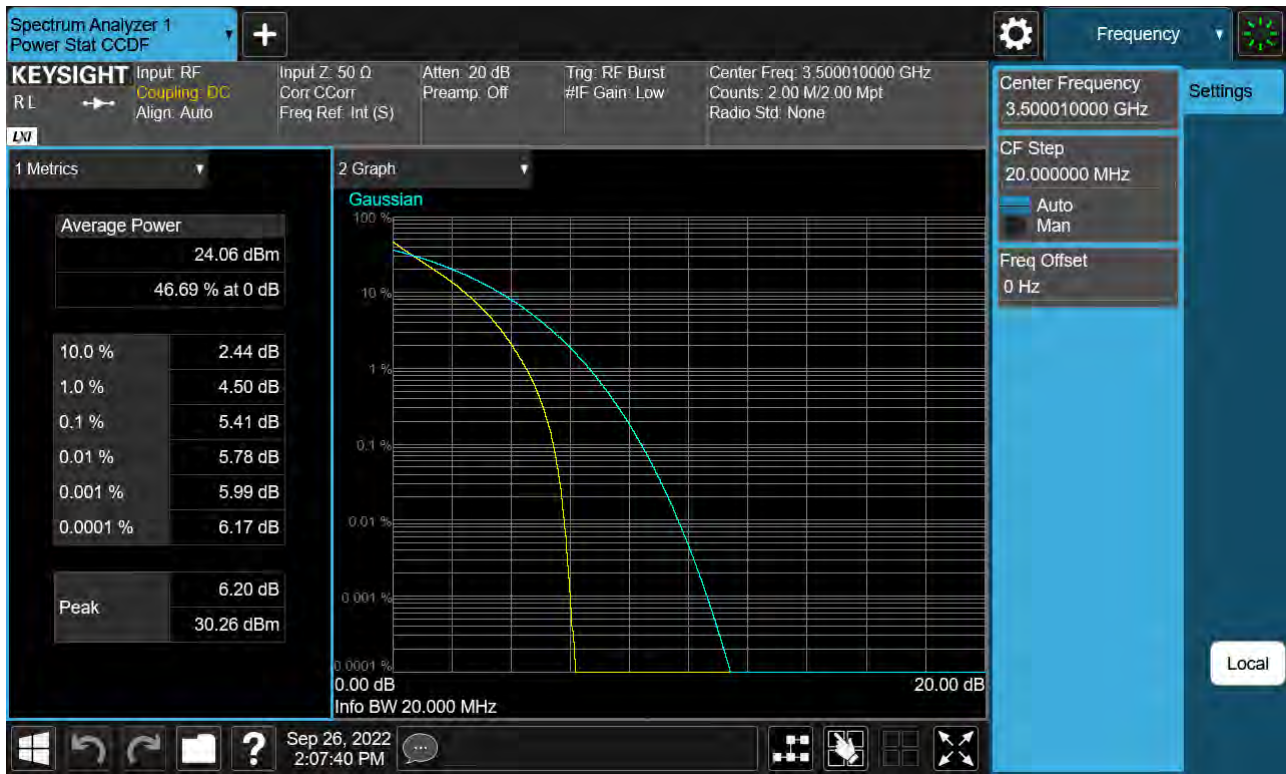 Spectrum Analyzer 1
Power Stat CCDF
Frequency
KEYSIGHT
RL
LXI
Input: RF
Coupling: DC
Align: Auto
Input Z: 50 Ω
Corr CCorr
Freq Ref: Int (S)
Atten: 20 dB
Preamp: Off
Trig: RF Burst
#IF Gain: Low
Center Freq: 3.500010000 GHz
Counts: 2.00 M/2.00 Mpt
Radio Std: None
Center Frequency
3.500010000 GHz
Settings
CF Step
20.000000 MHz
Auto
Man
Freq Offset
0 Hz
1 Metrics
Average Power
24.06 dBm
46.69 % at 0 dB
10.0 % 2.44 dB
1.0 % 4.50 dB
0.1 % 5.41 dB
0.01 % 5.78 dB
0.001 % 5.99 dB
0.0001 % 6.17 dB
Peak
6.20 dB
30.26 dBm
2 Graph
Gaussian
100 %
10 %
1 %
0.1 %
0.01 %
0.001 %
0.0001 %
0.00 dB 20.00 dB
Info BW 20.000 MHz
Local
Sep 26, 2022
2:07:40 PM